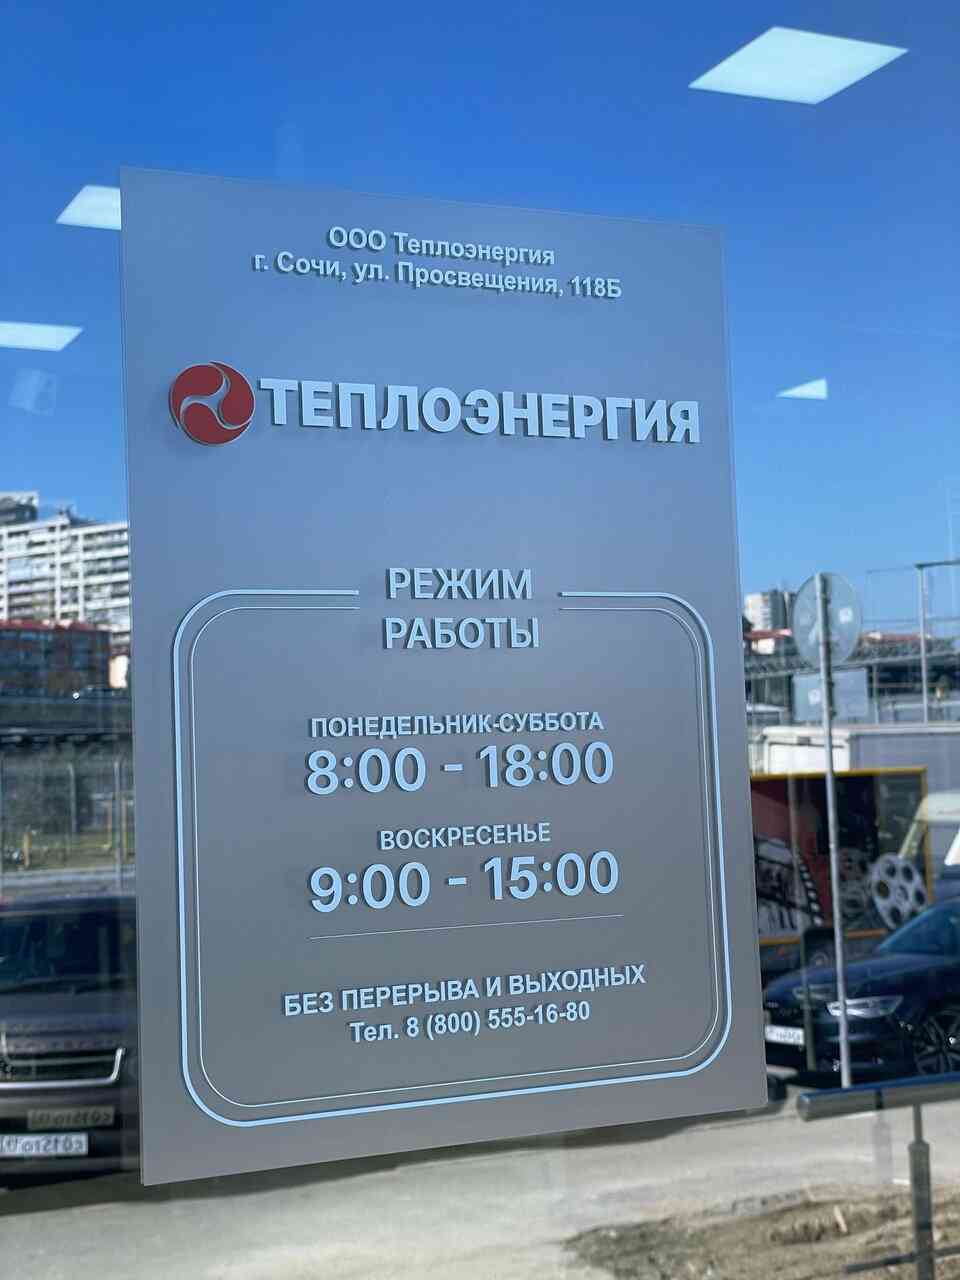 ООО Теплоэнергия
г. Сочи, ул. Просвещения, 118Б
ТЕПЛОЭНЕРГИЯ
РЕЖИМ
РАБОТЫ
ПОНЕДЕЛЬНИК-СУББОТА
8:00 - 18:00
ВОСКРЕСЕНЬЕ
9:00 - 15:00
БЕЗ ПЕРЕРЫВА И ВЫХОДНЫХ
Тел. 8 (800) 555-16-80